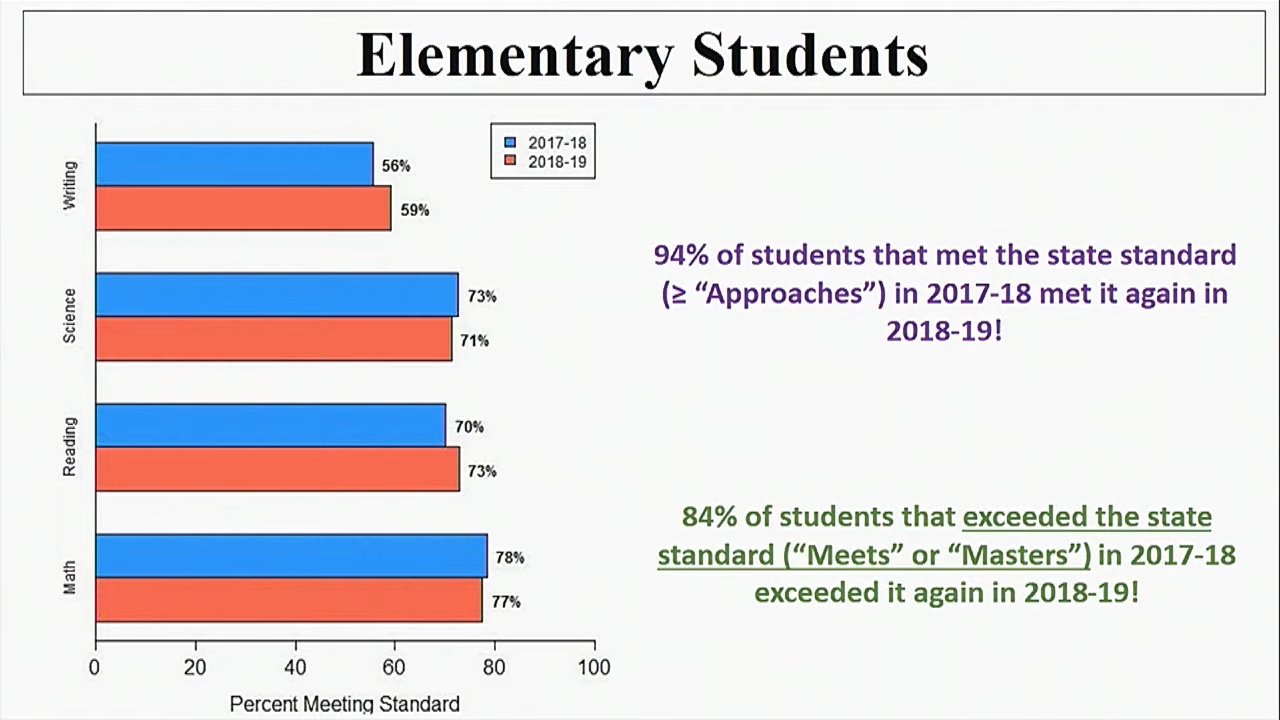 Elementary Students
2017-18
2018-19
Writing
56%
59%
Science
73%
71%
Reading
70%
73%
Math
78%
77%
0 20 40 60 80 100
Percent Meeting Standard
94% of students that met the state standard
(≥ “Approaches”) in 2017-18 met it again in
2018-19!
84% of students that exceeded the state
standard (“Meets” or “Masters”) in 2017-18
exceeded it again in 2018-19!